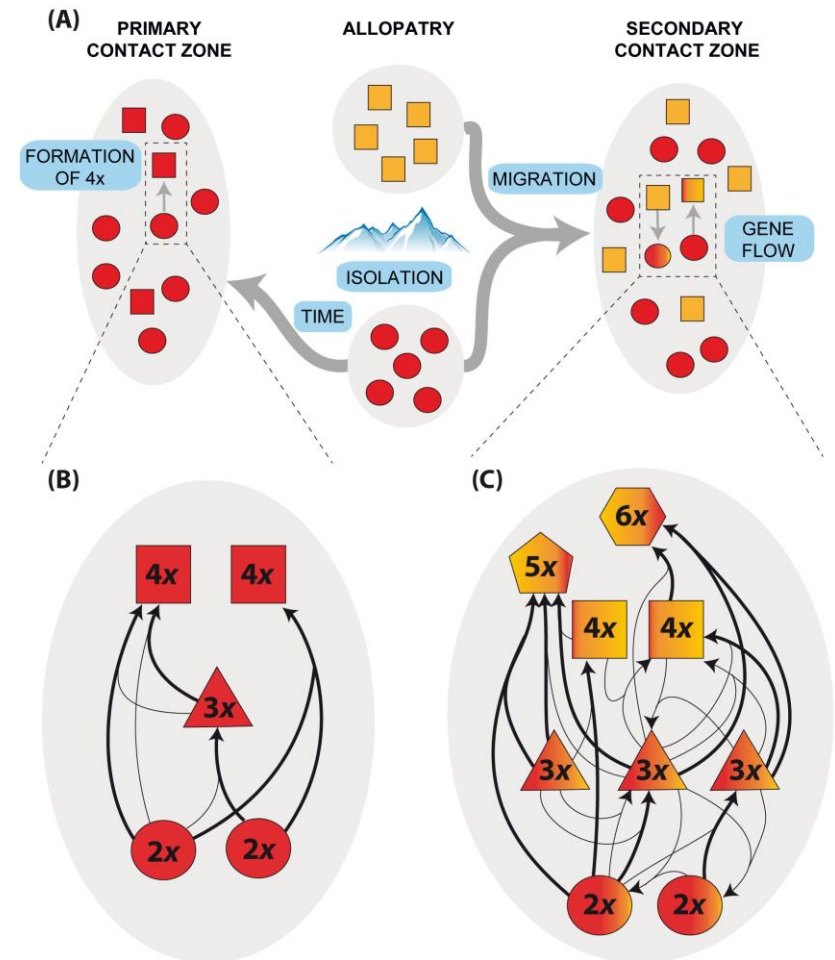 (A)
PRIMARY
CONTACT ZONE
ALLOPATRY
SECONDARY
CONTACT ZONE
FORMATION
OF 4x
MIGRATION
GENE
FLOW
ISOLATION
TIME
(B)
4x
4x
3x
2x
2x
(C)
6x
5x
4x
4x
3x
3x
3x
2x
2x